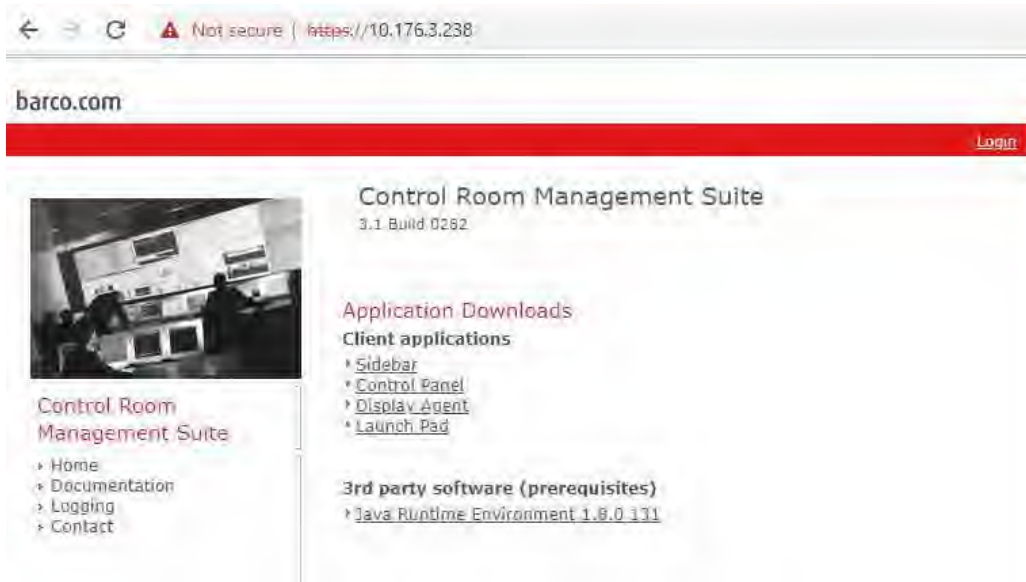 Not secure | https://10.176.3.238
barco.com
Login
Control Room Management Suite
3.1 Build 0282
Application Downloads
Client applications
Sidebar
Control Panel
Display Agent
Launch Pad
Control Room
Management Suite
Home
Documentation
Logging
Contact
3rd party software (prerequisites)
Java Runtime Environment 1.8.0 131